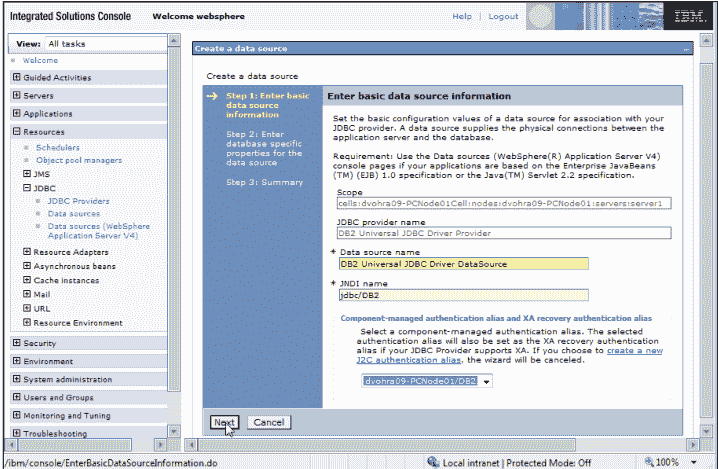 Integrated Solutions Console Welcome websphere Help | Logout IBM.
View: All tasks
Welcome
Guided Activities
Servers
Applications
Resources
Schedulers
Object pool managers
JMS
JDBC
JDBC Providers
Data sources
Data sources (WebSphere
Application Server V4)
Resource Adapters
Asynchronous beans
Cache instances
Mail
URL
Resource Environment
Security
Environment
System administration
Users and Groups
Monitoring and Tuning
Troubleshooting
Create a data source
Create a data source
Step 1: Enter basic
data source
information
Step 2: Enter
database specific
properties for the
data source
Step 3: Summary
Enter basic data source information
Set the basic configuration values of a data source for association with your
JDBC provider. A data source supplies the physical connections between the
application server and the database.
Requirement: Use the Data sources (WebSphere(R) Application Server V4)
console pages if your applications are based on the Enterprise JavaBeans
(TM) (EJB) 1.0 specification or the Java(TM) Servlet 2.2 specification.
Scope
cells:dvohra09-PCNode01Cell:nodes:dvohra09-PCNode01:servers:server1
JDBC provider name
DB2 Universal JDBC Driver Provider
* Data source name
DB2 Universal JDBC Driver DataSource
* JNDI name
jdbc/DB2
Component-managed authentication alias and XA recovery authentication alias
Select a component-managed authentication alias. The selected
authentication alias will also be set as the XA recovery authentication
alias if your JDBC Provider supports XA. If you choose to create a new
J2C authentication alias, the wizard will be canceled.
dvohra09-PCNode01/DB2
Next Cancel
/ibm/console/EnterBasicDataSourceInformation.do Local intranet | Protected Mode: Off 100%